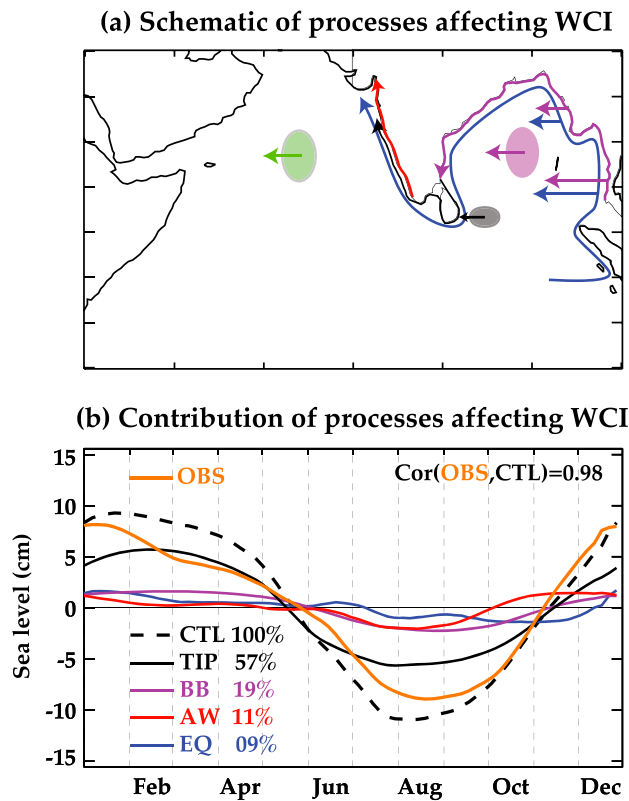 (a) Schematic of processes affecting WCI
(b) Contribution of processes affecting WCI
15
OBS
Cor(OBS,CTL)=0.98
10
5
0
-5
-10
-15
Sea level (cm)
CTL 100%
TIP 57%
BB 19%
AW 11%
EQ 09%
Feb Apr Jun Aug Oct Dec